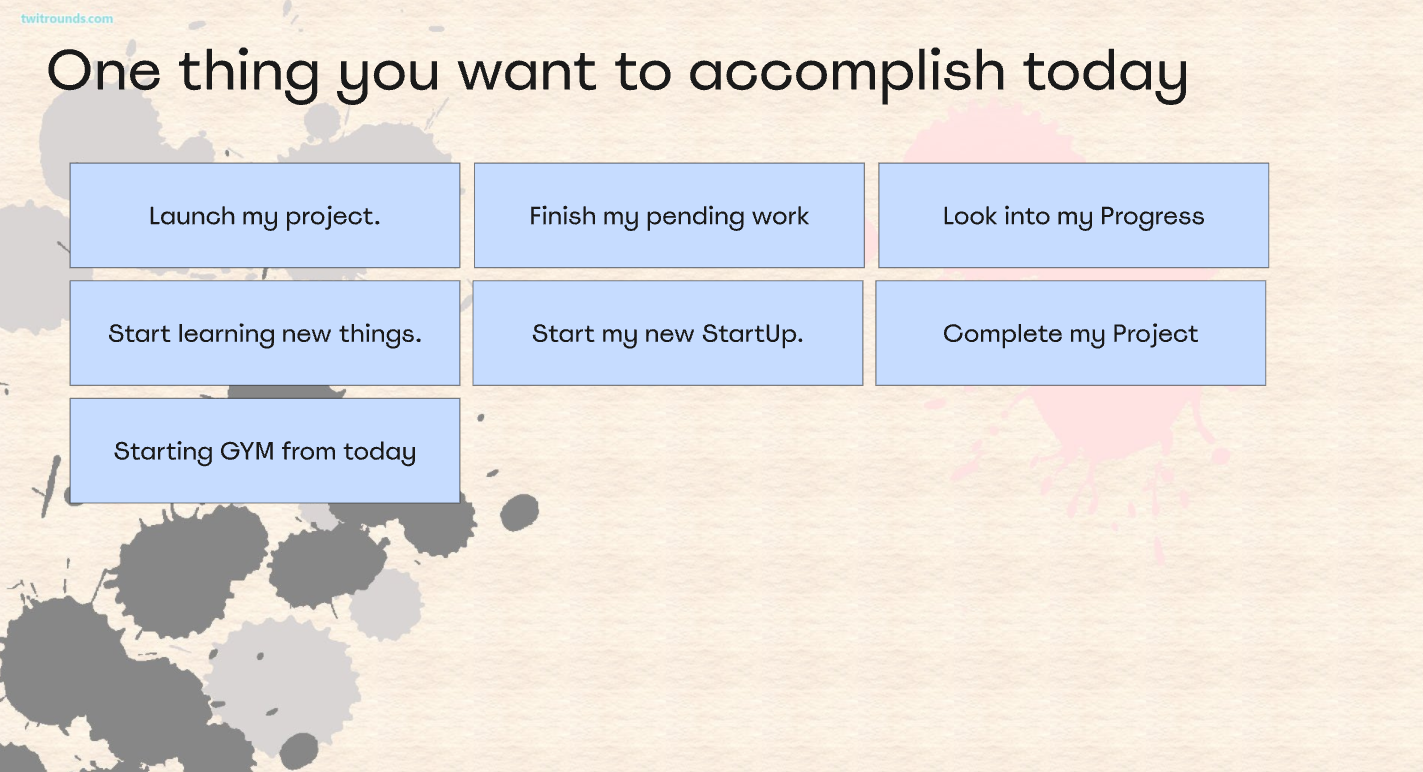 twitrounds.com
One thing you want to accomplish today
Launch my project.
Finish my pending work
Look into my Progress
Start learning new things.
Start my new StartUp.
Complete my Project
Starting GYM from today